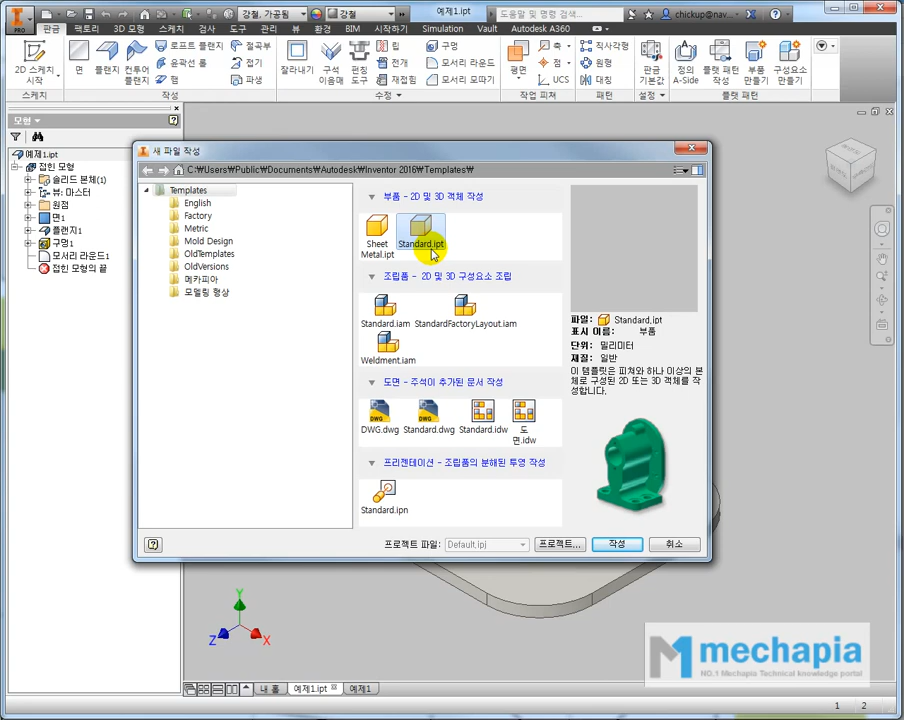 강철, 가공됨
강철
예제1.ipt
도움말 및 명령 검색...
chickup@nav...
PRO
판금
팩토리
3D 모형
스케치
검사
도구
관리
뷰
환경
BIM
시작하기
Simulation
Vault
Autodesk A360
2D 스케치
시작
스케치
면
플랜지
컨투어
플랜지
로프트 플랜지
윤곽선 롤
햄
절곡부
접기
파생
작성
잘라내기
구석
이음매
펀칭
도구
립
전개
재접힘
구멍
모서리 라운드
모서리 모따기
수정
평면
축
점
UCS
작업 피쳐
직사각형
원형
대칭
패턴
판금
기본값
설정
정의
A-Side
플랫 패턴
작성
부품
만들기
구성요소
만들기
플랫 패턴
모형
예제1.ipt
접힌 모형
솔리드 본체(1)
뷰: 마스터
원점
면1
플랜지1
구멍1
모서리 라운드1
접힌 모형의 끝
새 파일 작성
C:₩Users₩Public₩Documents₩Autodesk₩Inventor 2016₩Templates₩
Templates
English
Factory
Metric
Mold Design
OldTemplates
OldVersions
메카피아
모델링 형상
부품 - 2D 및 3D 객체 작성
Sheet
Metal.ipt
Standard.ipt
조립품 - 2D 및 3D 구성요소 조립
Standard.iam
StandardFactoryLayout.iam
Weldment.iam
도면 - 주석이 추가된 문서 작성
DWG.dwg
Standard.dwg
Standard.idw
도
면.idw
프리젠테이션 - 조립품의 분해된 투영 작성
Standard.ipn
파일:
Standard.ipt
표시 이름:
부품
단위:
밀리미터
재질:
일반
이 템플릿은 피쳐와 하나 이상의 본
체로 구성된 2D 또는 3D 객체를 작
성합니다.
프로젝트 파일:
Default.ipj
프로젝트...
작성
취소
Y
Z
X
내 홈
예제1.ipt
예제1
mechapia
NO.1 Mechapia Technical knowledge portal
1
2